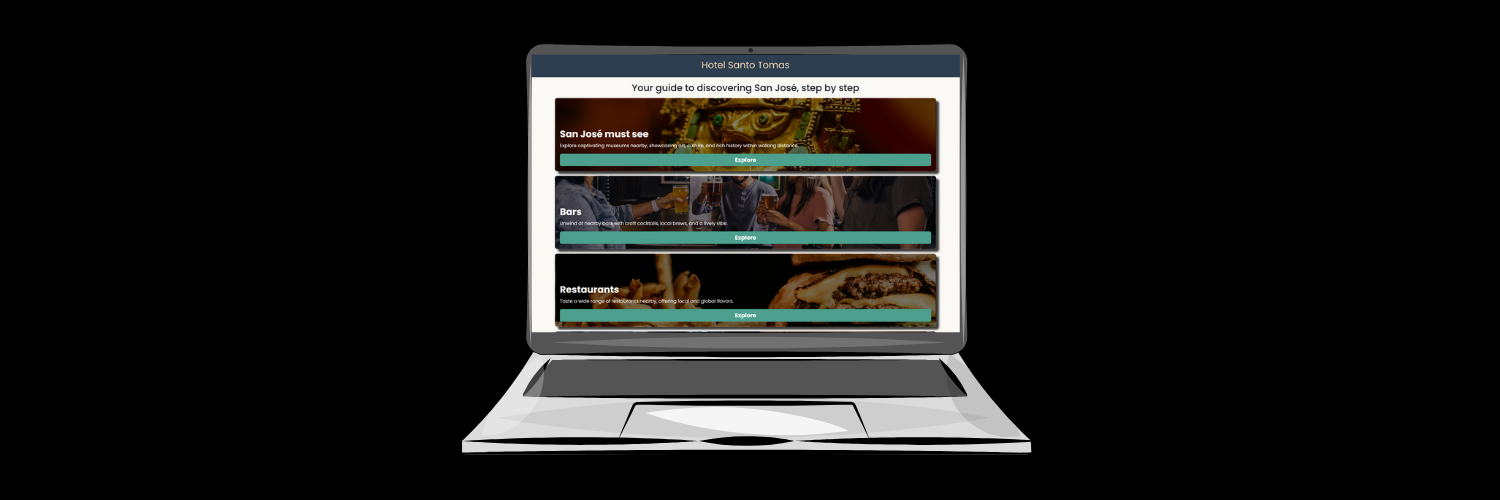 Hotel Santo Tomas
Your guide to discovering San José, step by step
San José must see
Explore captivating museums nearby, showcasing art, culture, and rich history within walking distance.
Explore
Bars
Unwind at nearby bars with craft cocktails, local brews, and a lively vibe.
Explore
Restaurants
Taste a wide range of restaurants nearby, offering local and global flavors.
Explore